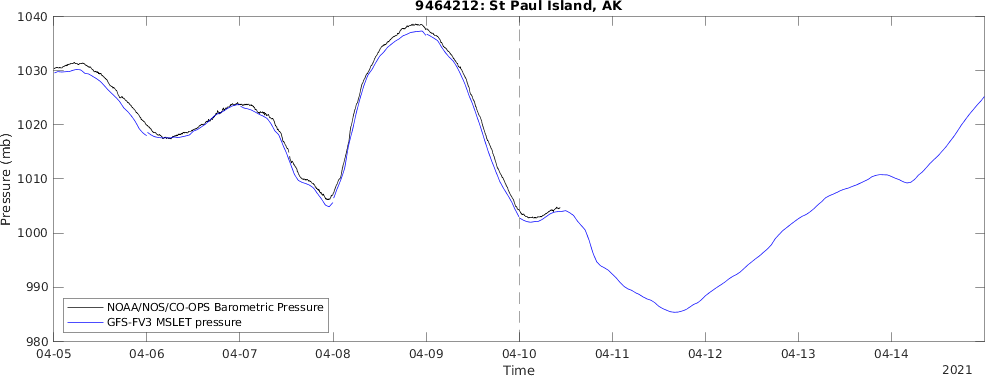 9464212: St Paul Island, AK
Pressure (mb)
1040
1030
1020
1010
1000
990
980
NOAA/NOS/CO-OPS Barometric Pressure
GFS-FV3 MSLET pressure
04-05 04-06 04-07 04-08 04-09 04-10 04-11 04-12 04-13 04-14
Time
2021